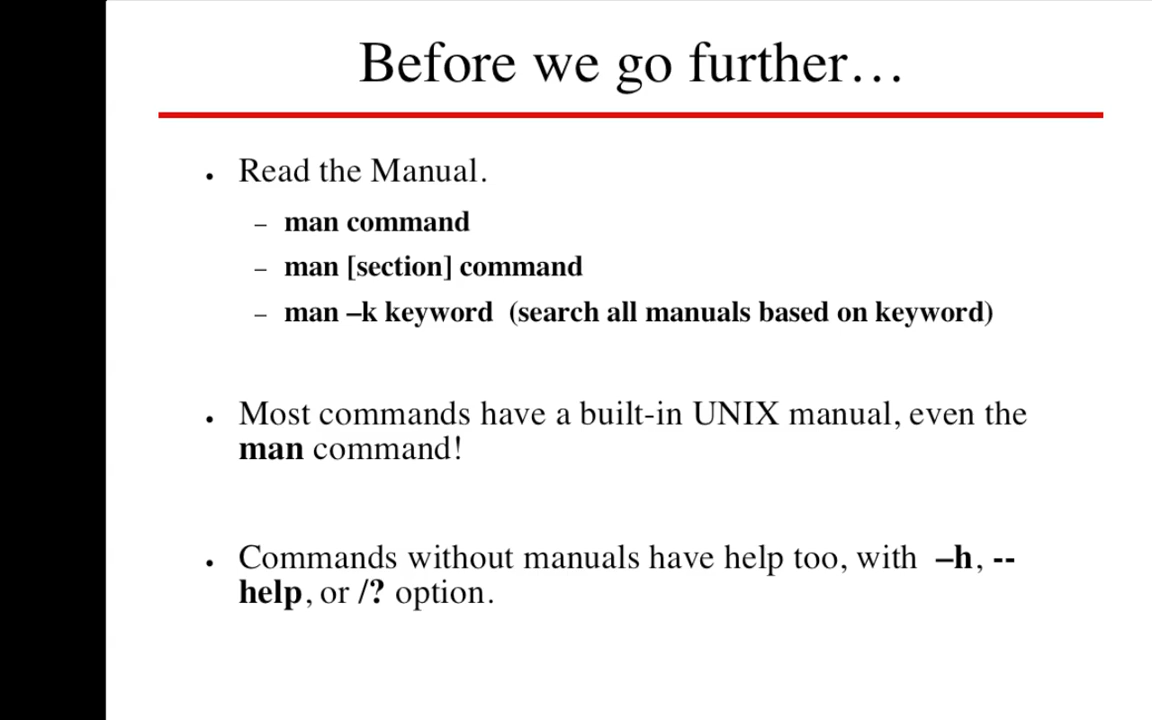 Before we go further…
• Read the Manual.
– man command
– man [section] command
– man –k keyword  (search all manuals based on keyword)
• Most commands have a built-in UNIX manual, even the
man command!
• Commands without manuals have help too, with  –h, --
help, or /? option.